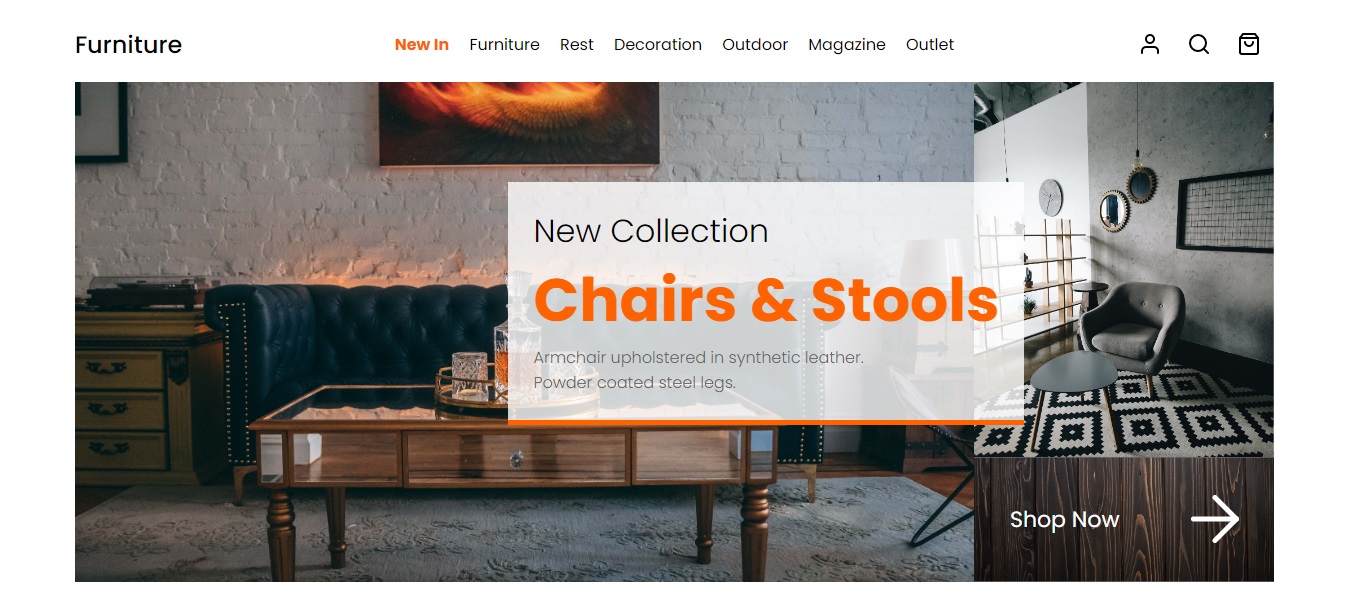 Furniture
New In Furniture Rest Decoration Outdoor Magazine Outlet
New Collection
Chairs & Stools
Armchair upholstered in synthetic leather.
Powder coated steel legs.
Shop Now